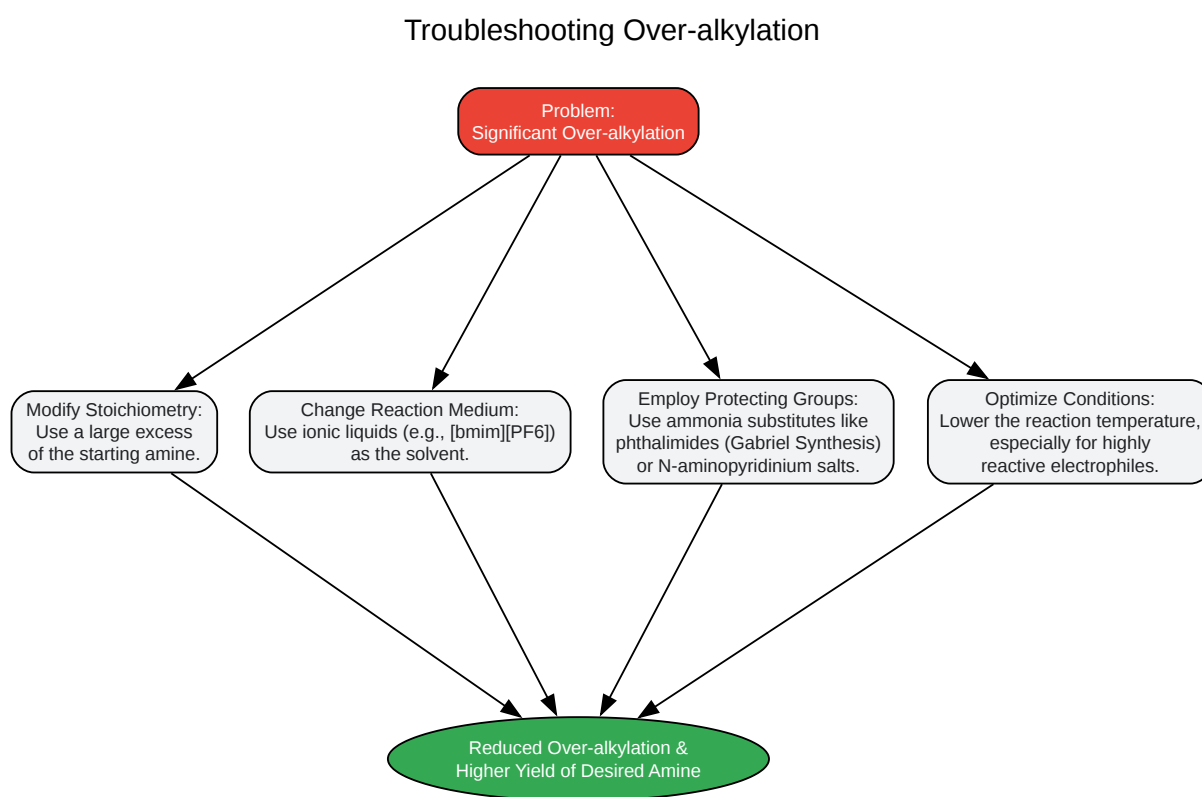 Troubleshooting Over-alkylation
Problem:
Significant Over-alkylation
Modify Stoichiometry:
Use a large excess
of the starting amine.
Change Reaction Medium:
Use ionic liquids (e.g., [bmim][PF6])
as the solvent.
Employ Protecting Groups:
Use ammonia substitutes like
phthalimides (Gabriel Synthesis)
or N-aminopyridinium salts.
Optimize Conditions:
Lower the reaction temperature,
especially for highly
reactive electrophiles.
Reduced Over-alkylation &
Higher Yield of Desired Amine